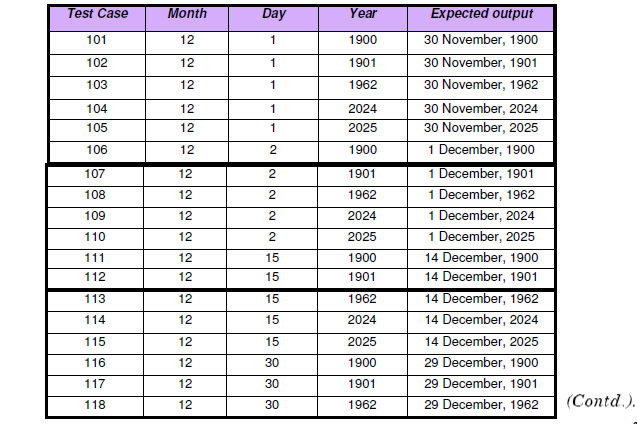 Test Case Month Day Year Expected output
101 12 1 1900 30 November, 1900
102 12 1 1901 30 November, 1901
103 12 1 1962 30 November, 1962
104 12 1 2024 30 November, 2024
105 12 1 2025 30 November, 2025
106 12 2 1900 1 December, 1900
107 12 2 1901 1 December, 1901
108 12 2 1962 1 December, 1962
109 12 2 2024 1 December, 2024
110 12 2 2025 1 December, 2025
111 12 15 1900 14 December, 1900
112 12 15 1901 14 December, 1901
113 12 15 1962 14 December, 1962
114 12 15 2024 14 December, 2024
115 12 15 2025 14 December, 2025
116 12 30 1900 29 December, 1900
117 12 30 1901 29 December, 1901
118 12 30 1962 29 December, 1962
(Contd.).